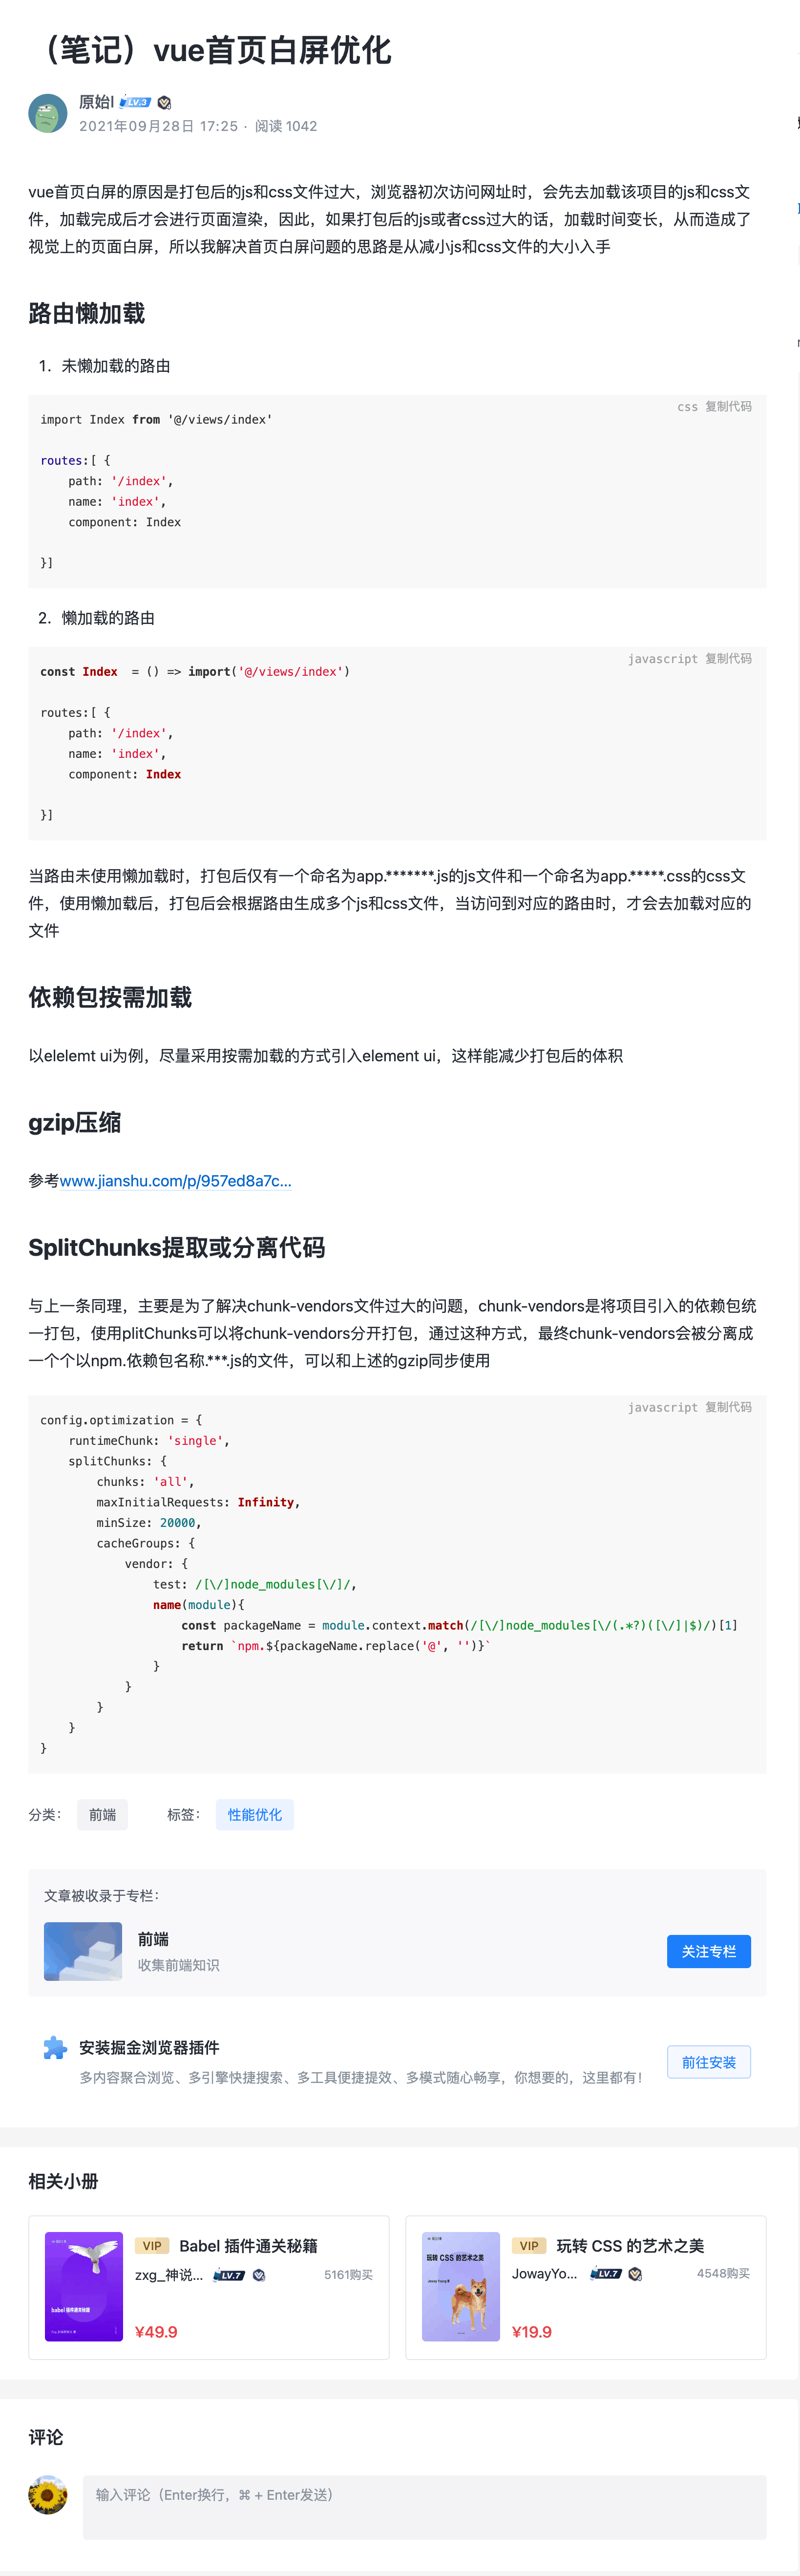 （笔记）vue首页白屏优化
原始l LV.3
2021年09月28日 17:25 · 阅读 1042
vue首页白屏的原因是打包后的js和css文件过大，浏览器初次访问网址时，会先去加载该项目的js和css文
件，加载完成后才会进行页面渲染，因此，如果打包后的js或者css过大的话，加载时间变长，从而造成了
视觉上的页面白屏，所以我解决首页白屏问题的思路是从减小js和css文件的大小入手
路由懒加载
1. 未懒加载的路由
css 复制代码
import Index from '@/views/index'
routes:[ {
    path: '/index',
    name: 'index',
    component: Index
}]
2. 懒加载的路由
javascript 复制代码
const Index  = () => import('@/views/index')
routes:[ {
    path: '/index',
    name: 'index',
    component: Index
}]
当路由未使用懒加载时，打包后仅有一个命名为app.*******.js的js文件和一个命名为app.*****.css的css文
件，使用懒加载后，打包后会根据路由生成多个js和css文件，当访问到对应的路由时，才会去加载对应的
文件
依赖包按需加载
以elelemt ui为例，尽量采用按需加载的方式引入element ui，这样能减少打包后的体积
gzip压缩
参考www.jianshu.com/p/957ed8a7c...
SplitChunks提取或分离代码
与上一条同理，主要是为了解决chunk-vendors文件过大的问题，chunk-vendors是将项目引入的依赖包统
一打包，使用plitChunks可以将chunk-vendors分开打包，通过这种方式，最终chunk-vendors会被分离成
一个个以npm.依赖包名称.***.js的文件，可以和上述的gzip同步使用
javascript 复制代码
config.optimization = {
    runtimeChunk: 'single',
    splitChunks: {
        chunks: 'all',
        maxInitialRequests: Infinity,
        minSize: 20000,
        cacheGroups: {
            vendor: {
                test: /[\/]node_modules[\/]/,
                name(module){
                    const packageName = module.context.match(/[\/]node_modules[\/(.*?)([\/]|$)/)[1]
                    return `npm.${packageName.replace('@', '')}`
                }
            }
        }
    }
}
分类： 前端 标签： 性能优化
文章被收录于专栏：
前端
收集前端知识
关注专栏
安装掘金浏览器插件
多内容聚合浏览、多引擎快捷搜索、多工具便捷提效、多模式随心畅享，你想要的，这里都有！
前往安装
相关小册
babel 插件通关秘籍
VIP Babel 插件通关秘籍
zxg_神说... LV.7 5161购买
¥49.9
玩转 CSS 的艺术之美
VIP 玩转 CSS 的艺术之美
JowayYo... LV.7 4548购买
¥19.9
评论
输入评论（Enter换行，⌘ + Enter发送）